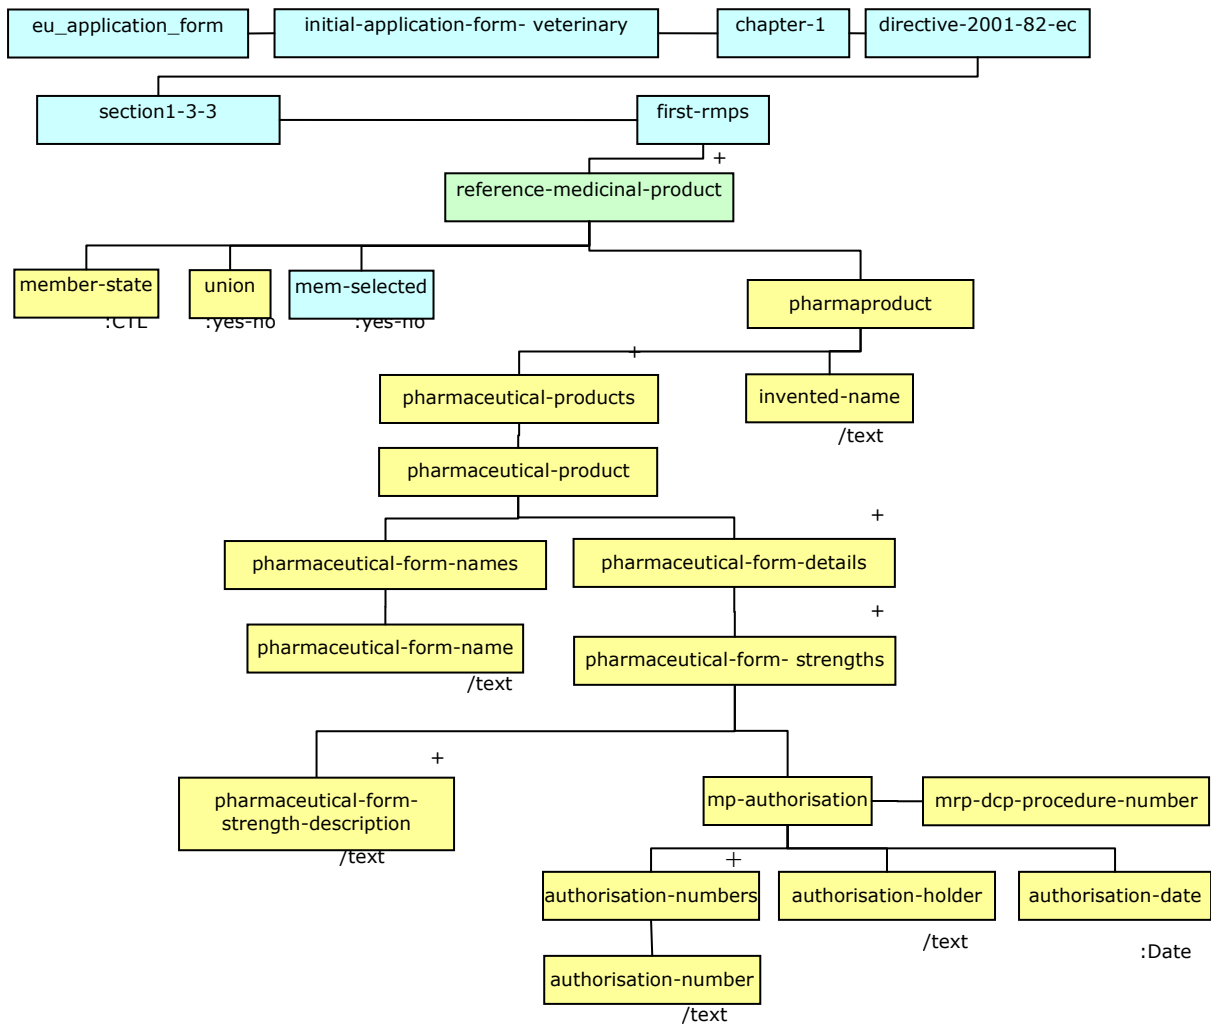 eu_application_form
initial-application-form- veterinary
chapter-1
directive-2001-82-ec
section1-3-3
first-rmps
+
reference-medicinal-product
member-state
union
mem-selected
:CTL
:yes-no
:yes-no
pharmaproduct
+
pharmaceutical-products
invented-name
/text
pharmaceutical-product
+
pharmaceutical-form-names
pharmaceutical-form-details
+
pharmaceutical-form-name
pharmaceutical-form- strengths
/text
+
pharmaceutical-form-
strength-description
/text
mp-authorisation
mrp-dcp-procedure-number
+
authorisation-numbers
authorisation-holder
authorisation-date
/text
:Date
authorisation-number
/text